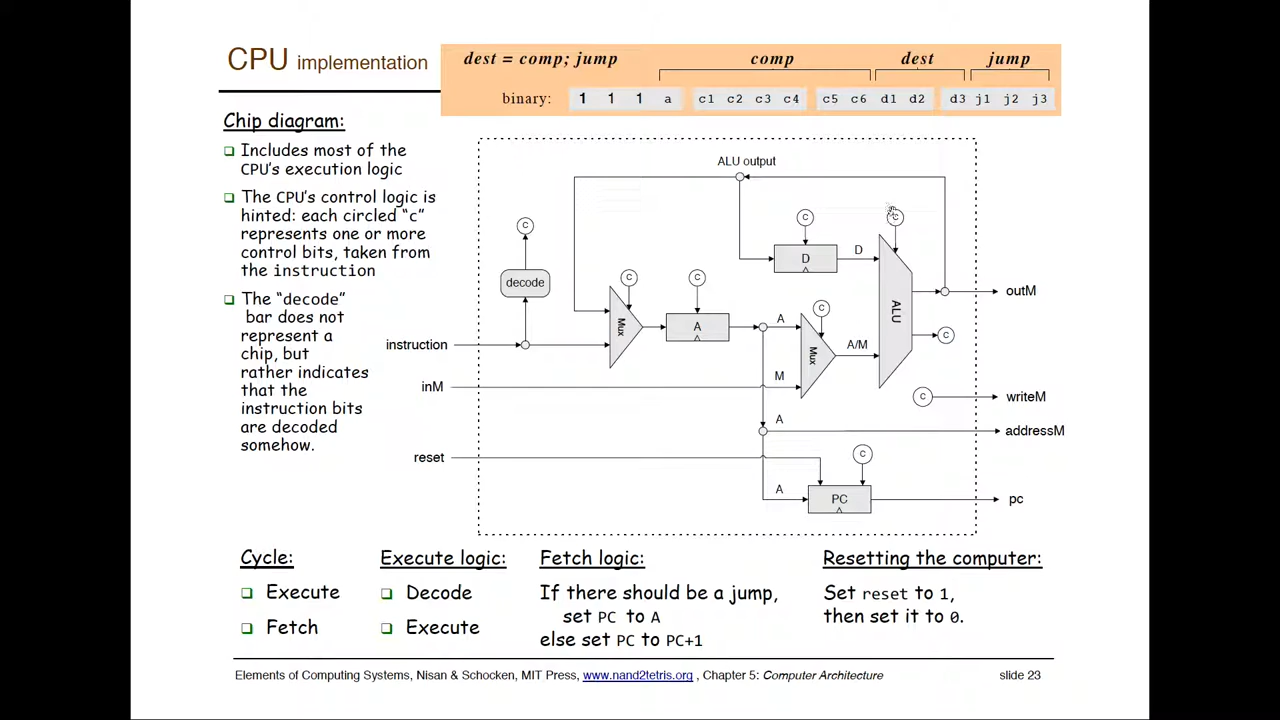 CPU implementation
dest = comp; jump comp dest jump
binary: 1 1 1 a c1 c2 c3 c4 c5 c6 d1 d2 d3 j1 j2 j3
Chip diagram:
Includes most of the
CPU's execution logic
The CPU's control logic is
hinted: each circled "c"
represents one or more
control bits, taken from
the instruction
The "decode"
bar does not
represent a
chip, but
rather indicates
that the
instruction bits
are decoded
somehow.
ALU output
C
C
C
decode
D
D
C
C
C
Mux
A
A
Mux
A/M
ALU
outM
C
instruction
inM
M
C
writeM
A
addressM
reset
C
A
PC
pc
Cycle:
Execute
Fetch
Execute logic:
Decode
Execute
Fetch logic:
If there should be a jump,
set PC to A
else set PC to PC+1
Resetting the computer:
Set reset to 1,
then set it to 0.
Elements of Computing Systems, Nisan & Schocken, MIT Press, www.nand2tetris.org , Chapter 5: Computer Architecture
slide 23